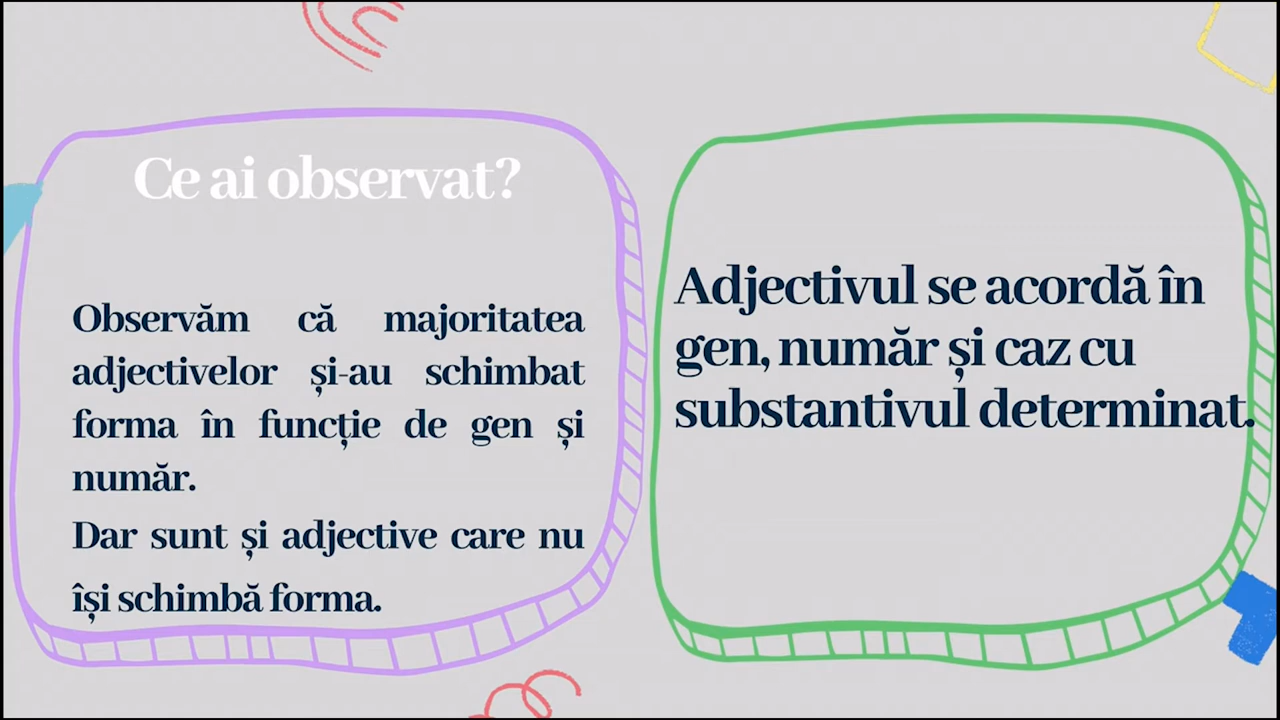 Ce ai observat?
Observăm că majoritatea
adjectivelor și-au schimbat
forma în funcție de gen și
număr.
Dar sunt și adjective care nu
își schimbă forma.
Adjectivul se acordă în
gen, număr și caz cu
substantivul determinat.